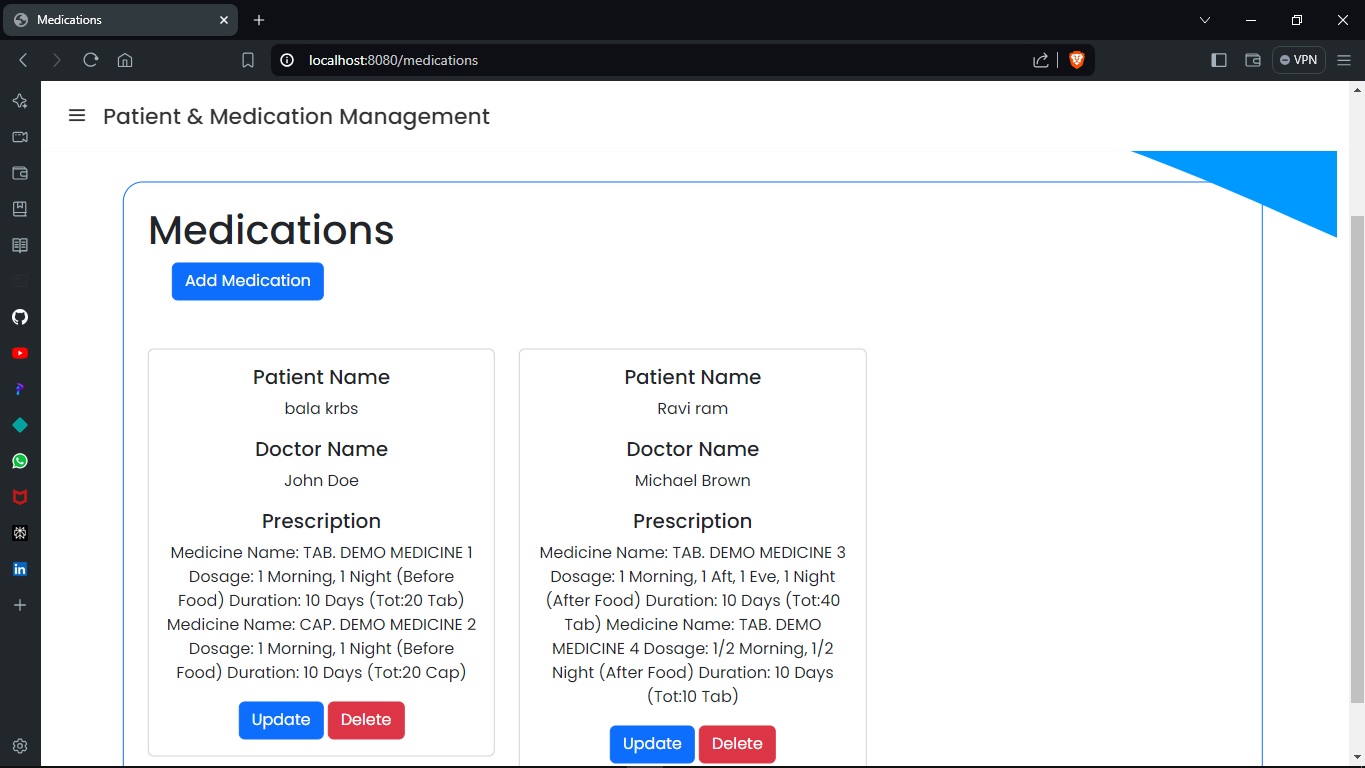 Medications
localhost:8080/medications
VPN
Patient & Medication Management
Medications
Add Medication
Patient Name
bala krbs
Doctor Name
John Doe
Prescription
Medicine Name: TAB. DEMO MEDICINE 1
Dosage: 1 Morning, 1 Night (Before
Food) Duration: 10 Days (Tot:20 Tab)
Medicine Name: CAP. DEMO MEDICINE 2
Dosage: 1 Morning, 1 Night (Before
Food) Duration: 10 Days (Tot:20 Cap)
Update
Delete
Patient Name
Ravi ram
Doctor Name
Michael Brown
Prescription
Medicine Name: TAB. DEMO MEDICINE 3
Dosage: 1 Morning, 1 Aft, 1 Eve, 1 Night
(After Food) Duration: 10 Days (Tot:40
Tab) Medicine Name: TAB. DEMO
MEDICINE 4 Dosage: 1/2 Morning, 1/2
Night (After Food) Duration: 10 Days
(Tot:10 Tab)
Update
Delete
in